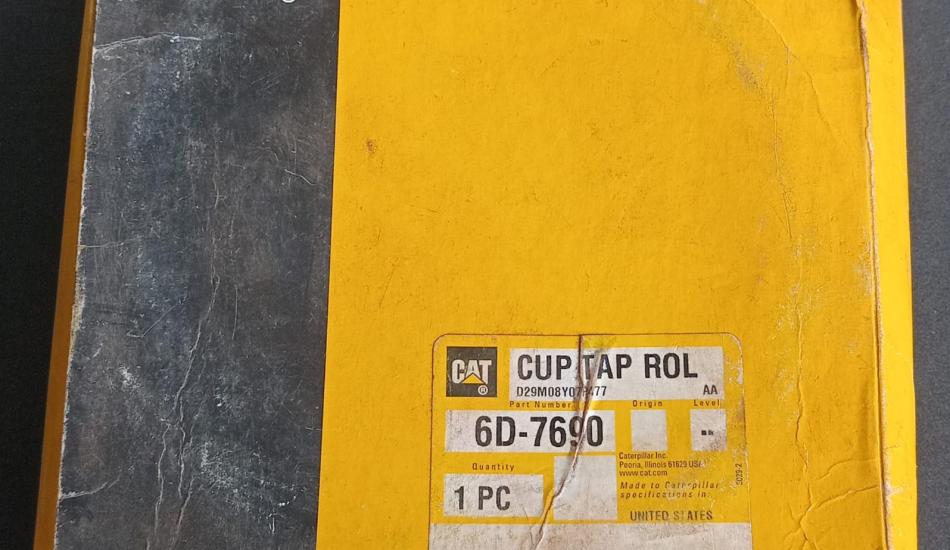 CAT
®
CUP TAP ROL
AA
Part Number
Origin
Level
6D-7690
Quantity
1 PC
Caterpillar Inc.
Peoria, Illinois 61629 USA
www.cat.com
Made to Caterpillar
specifications in:
UNITED STATES